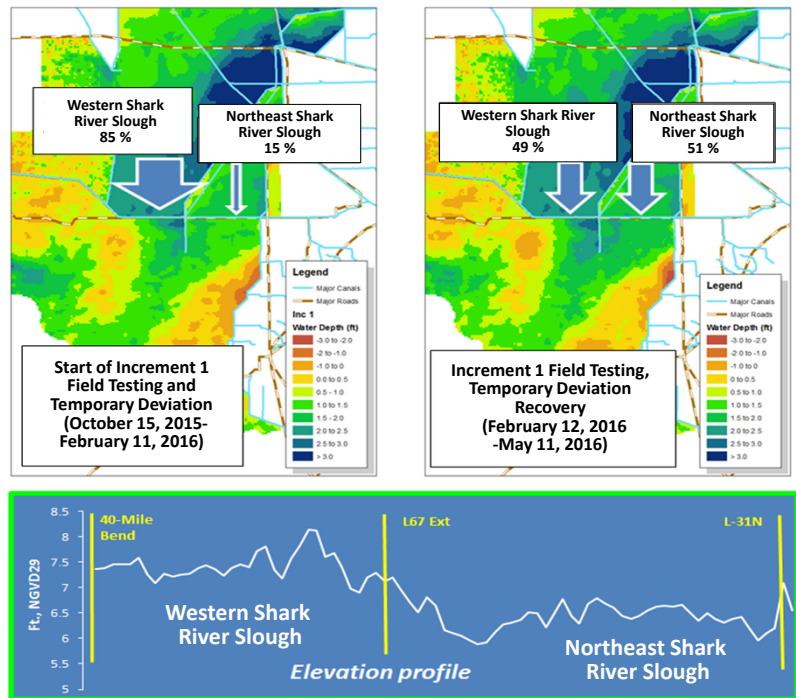 Western Shark
River Slough
85 %
Northeast Shark
River Slough
15 %
Legend
Major Canals
Major Roads
Inc 1
Water Depth (ft)
-3.0 to -2.0
-2 to -1.0
-1.0 to 0
0.0 to 0.5
0.5 - 1.0
1.0 to 1.5
1.5 - 2.0
2.0 to 2.5
2.5 to 3.0
> 3.0
Start of Increment 1
Field Testing and
Temporary Deviation
(October 15, 2015-
February 11, 2016)
Western Shark River
Slough
49 %
Northeast Shark
River Slough
51 %
Legend
Major Canals
Major Roads
Water Depth (ft)
-3.0 to -2.0
-2.0 to -1.0
-1.0 to 0
0 to 0.5
0.5 to 1.0
1.0 to 1.5
1.5 to 2.0
2.0 to 2.5
2.5 to 3.0
> 3.0
Increment 1 Field Testing,
Temporary Deviation
Recovery
(February 12, 2016
-May 11, 2016)
8.5
8
7.5
7
6.5
6
5.5
5
Ft., NGVD29
40-Mile
Bend
L67 Ext
L-31N
Western Shark
River Slough
Northeast Shark
River Slough
Elevation profile